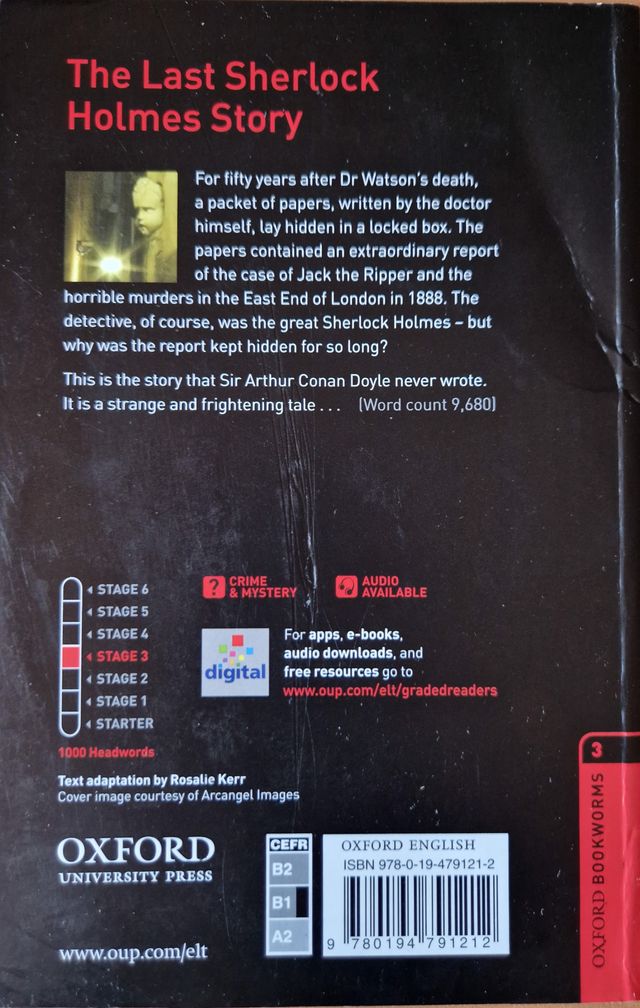 The Last Sherlock
Holmes Story
For fifty years after Dr Watson's death,
a packet of papers, written by the doctor
himself, lay hidden in a locked box. The
papers contained an extraordinary report
of the case of Jack the Ripper and the
horrible murders in the East End of London in 1888. The
detective, of course, was the great Sherlock Holmes – but
why was the report kept hidden for so long?
This is the story that Sir Arthur Conan Doyle never wrote.
It is a strange and frightening tale . . . (Word count 9,680)
STAGE 6
STAGE 5
STAGE 4
STAGE 3
STAGE 2
STAGE 1
STARTER
1000 Headwords
?
CRIME
& MYSTERY
AUDIO
AVAILABLE
digital
For apps, e-books,
audio downloads, and
free resources go to
www.oup.com/elt/gradedreaders
Text adaptation by Rosalie Kerr
Cover image courtesy of Arcangel Images
OXFORD
UNIVERSITY PRESS
www.oup.com/elt
CEFR
B2
B1
A2
OXFORD ENGLISH
ISBN 978-0-19-479121-2
9 780194 791212
3
OXFORD BOOKWORMS